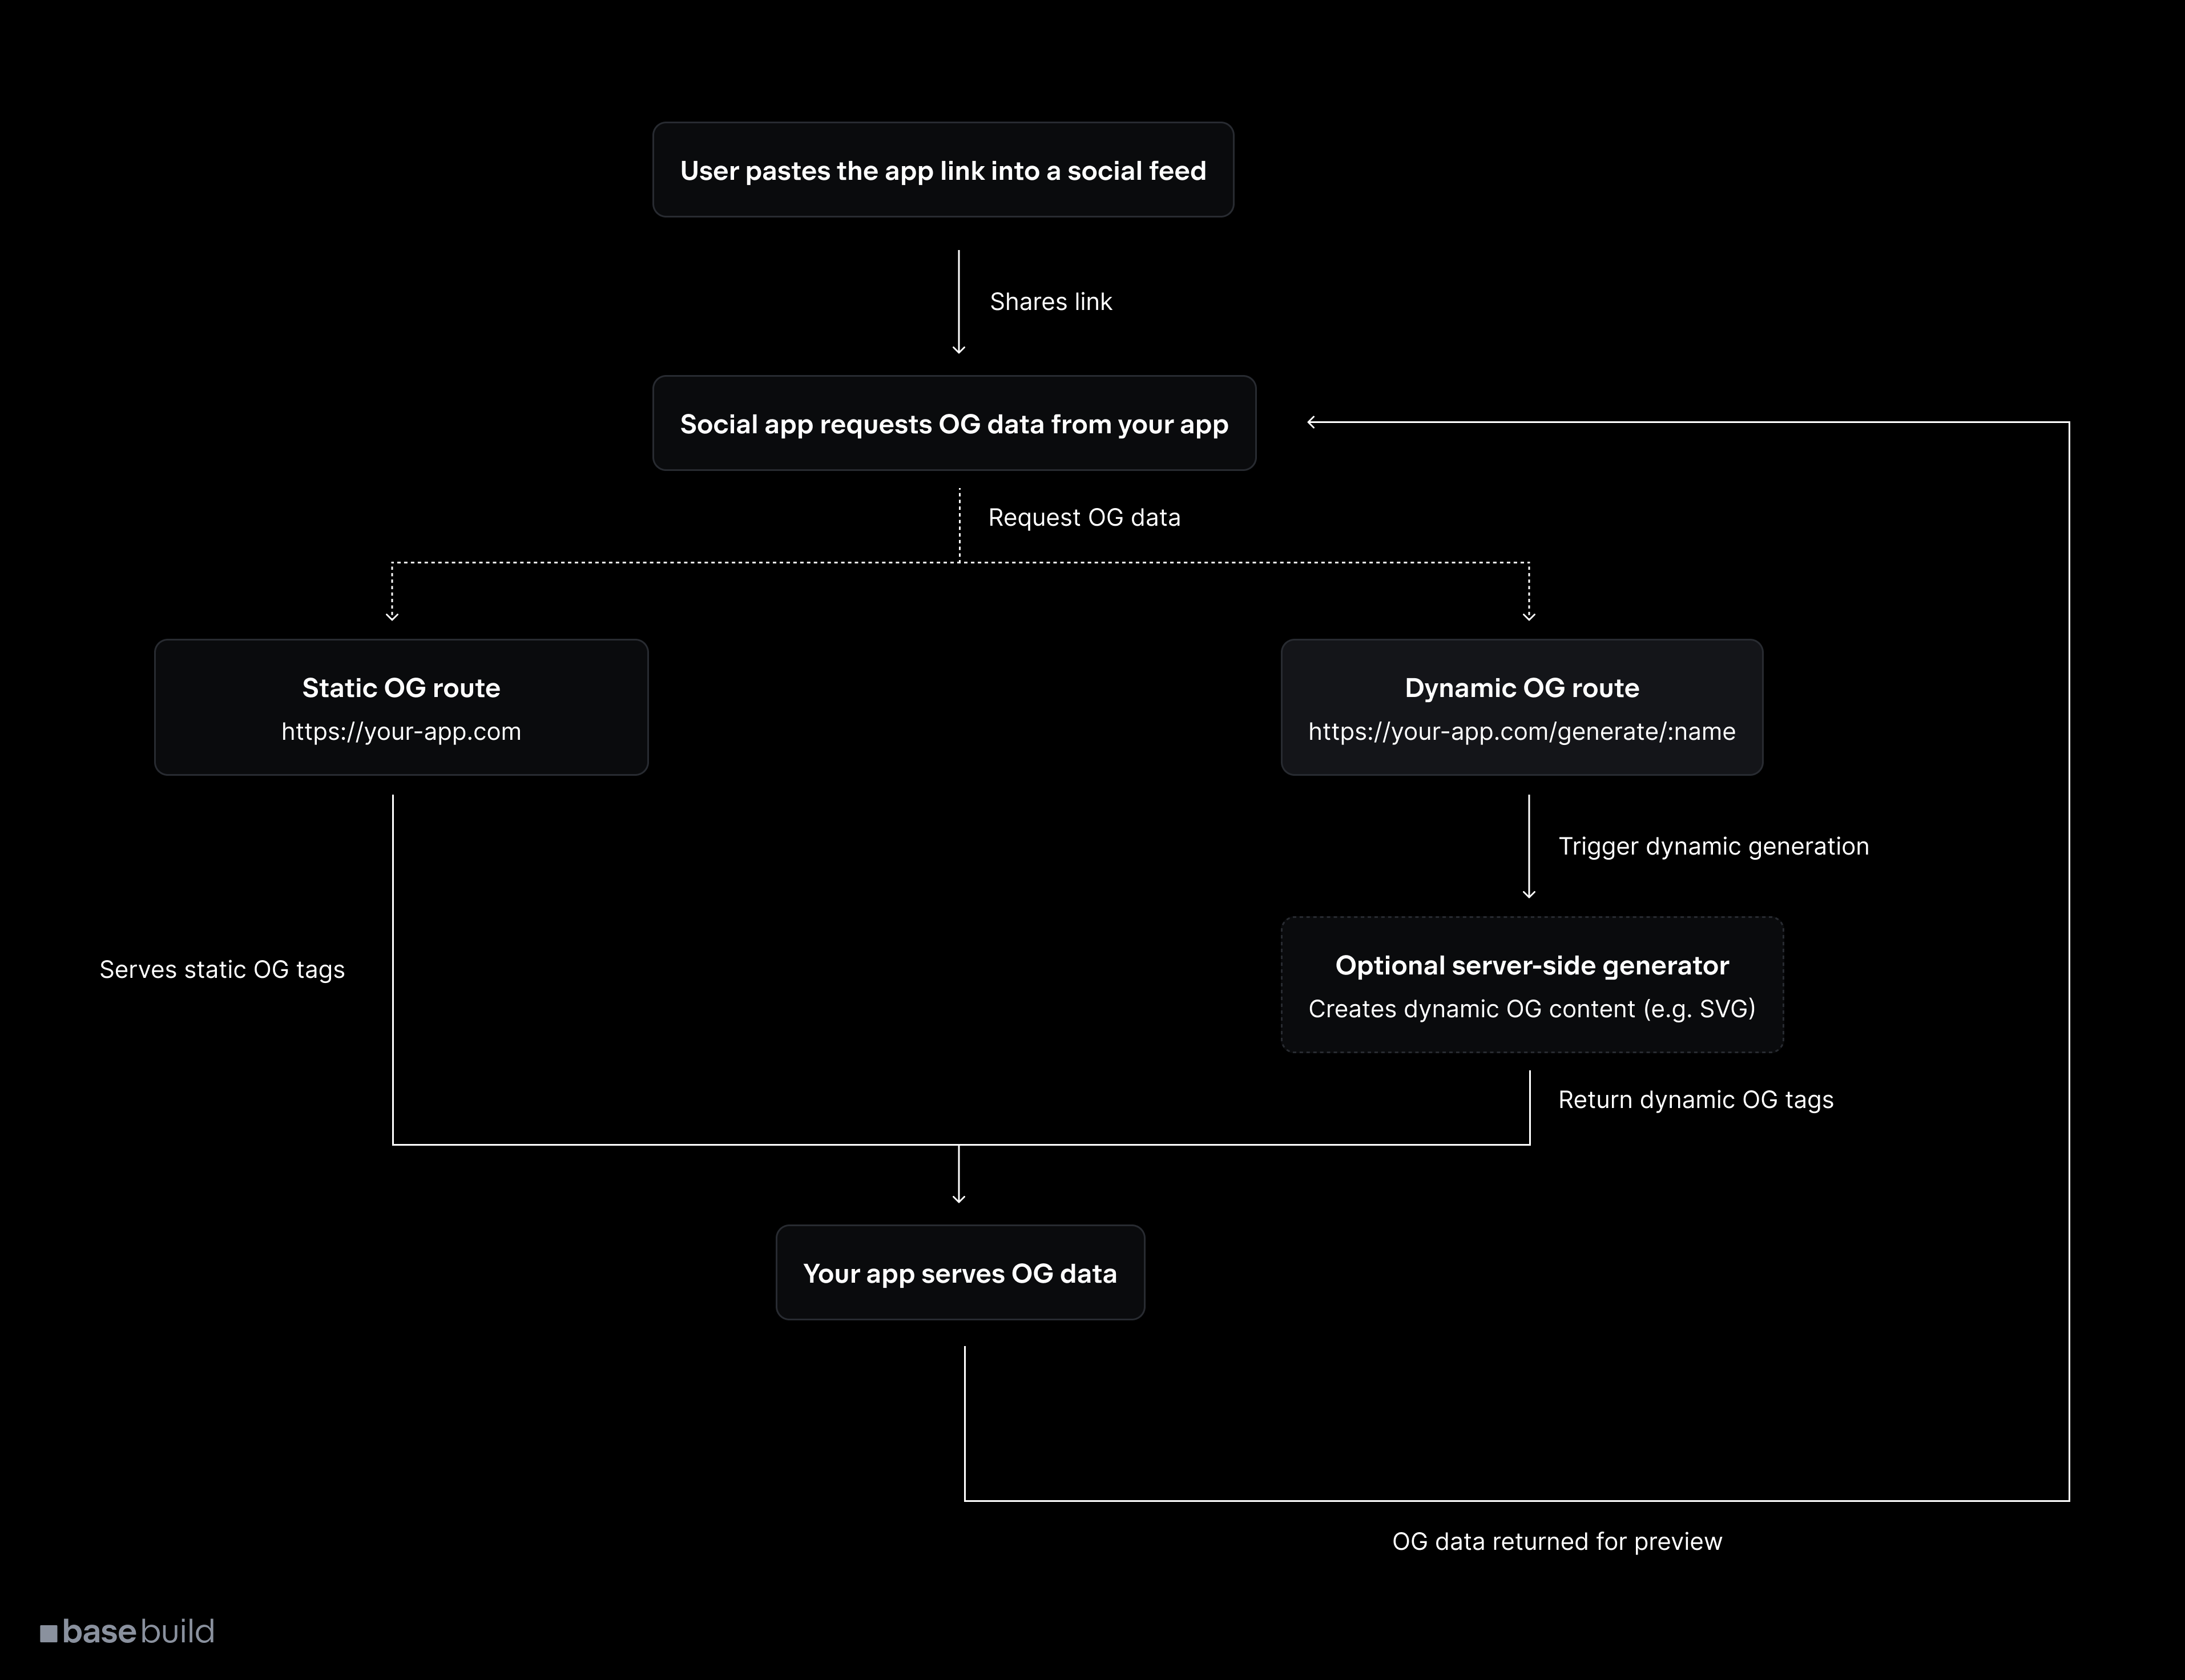 User pastes the app link into a social feed
Shares link
Social app requests OG data from your app
Request OG data
Static OG route
https://your-app.com
Dynamic OG route
https://your-app.com/generate/:name
Trigger dynamic generation
Serves static OG tags
Optional server-side generator
Creates dynamic OG content (e.g. SVG)
Return dynamic OG tags
Your app serves OG data
OG data returned for preview
base build